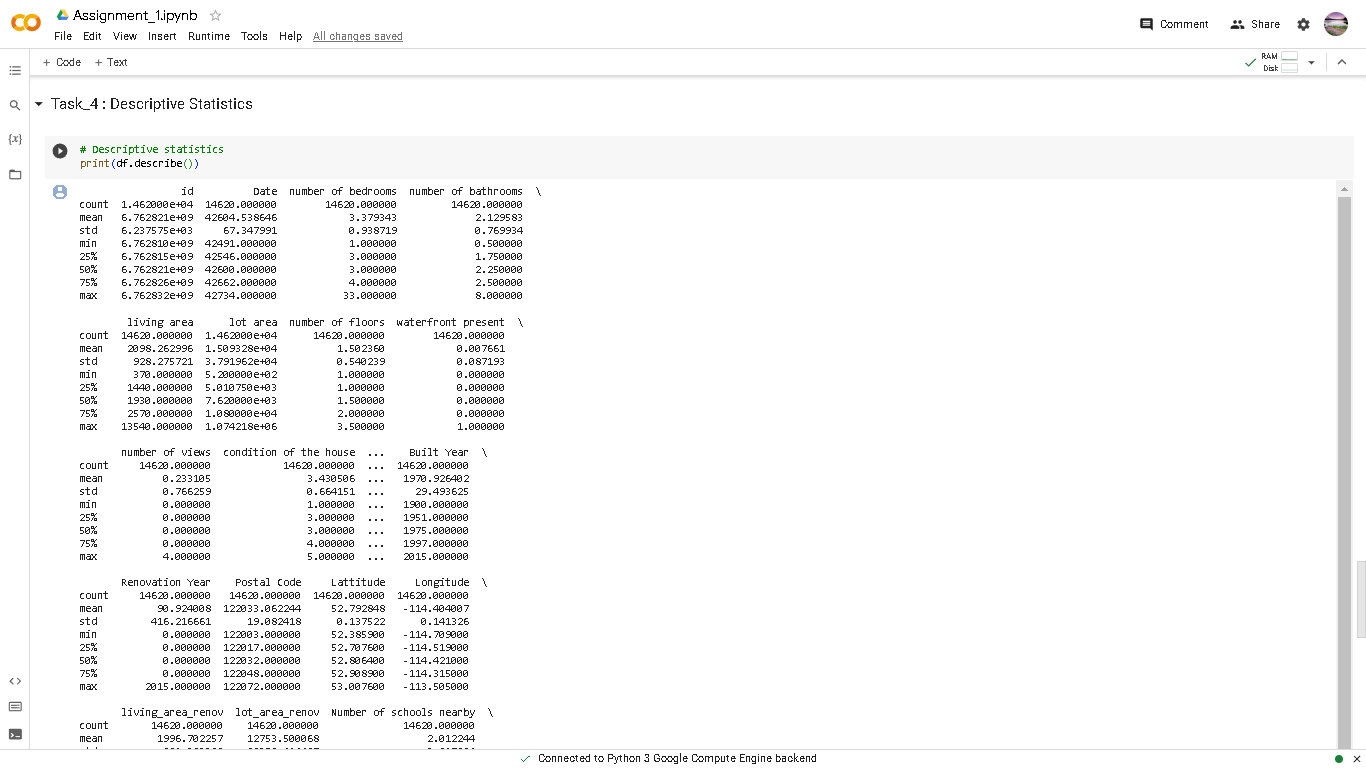 Assignment_1.ipynb
File Edit View Insert Runtime Tools Help All changes saved
Comment Share
+ Code + Text
RAM
Disk
Task_4 : Descriptive Statistics
{x}
# Descriptive statistics
print(df.describe())
id Date number of bedrooms number of bathrooms \
count 1.462000e+04 14620.000000 14620.000000 14620.000000
mean 6.762821e+09 42604.538646 3.379343 2.129583
std 6.237575e+03 67.347991 0.938719 0.769934
min 6.762810e+09 42491.000000 1.000000 0.500000
25% 6.762815e+09 42546.000000 3.000000 1.750000
50% 6.762821e+09 42600.000000 3.000000 2.250000
75% 6.762826e+09 42662.000000 4.000000 2.500000
max 6.762832e+09 42734.000000 33.000000 8.000000
living area lot area number of floors waterfront present \
count 14620.000000 1.462000e+04 14620.000000 14620.000000
mean 2098.262996 1.509328e+04 1.502360 0.007661
std 928.275721 3.791962e+04 0.540239 0.087193
min 370.000000 5.200000e+02 1.000000 0.000000
25% 1440.000000 5.010750e+03 1.000000 0.000000
50% 1930.000000 7.620000e+03 1.500000 0.000000
75% 2570.000000 1.080000e+04 2.000000 0.000000
max 13540.000000 1.074218e+06 3.500000 1.000000
number of views condition of the house ... Built Year \
count 14620.000000 14620.000000 ... 14620.000000
mean 0.233105 3.430506 ... 1970.926402
std 0.766259 0.664151 ... 29.493625
min 0.000000 1.000000 ... 1900.000000
25% 0.000000 3.000000 ... 1951.000000
50% 0.000000 3.000000 ... 1975.000000
75% 0.000000 4.000000 ... 1997.000000
max 4.000000 5.000000 ... 2015.000000
Renovation Year Postal Code Lattitude Longitude \
count 14620.000000 14620.000000 14620.000000 14620.000000
mean 90.924008 122033.062244 52.792848 -114.404007
std 416.216661 19.082418 0.137522 0.141326
min 0.000000 122003.000000 52.385900 -114.709000
25% 0.000000 122017.000000 52.707600 -114.519000
50% 0.000000 122032.000000 52.806400 -114.421000
75% 0.000000 122048.000000 52.908900 -114.315000
max 2015.000000 122072.000000 53.007600 -113.505000
living_area_renov lot_area_renov Number of schools nearby \
count 14620.000000 14620.000000 14620.000000
mean 1996.702257 12753.500068 2.012244
Connected to Python 3 Google Compute Engine backend